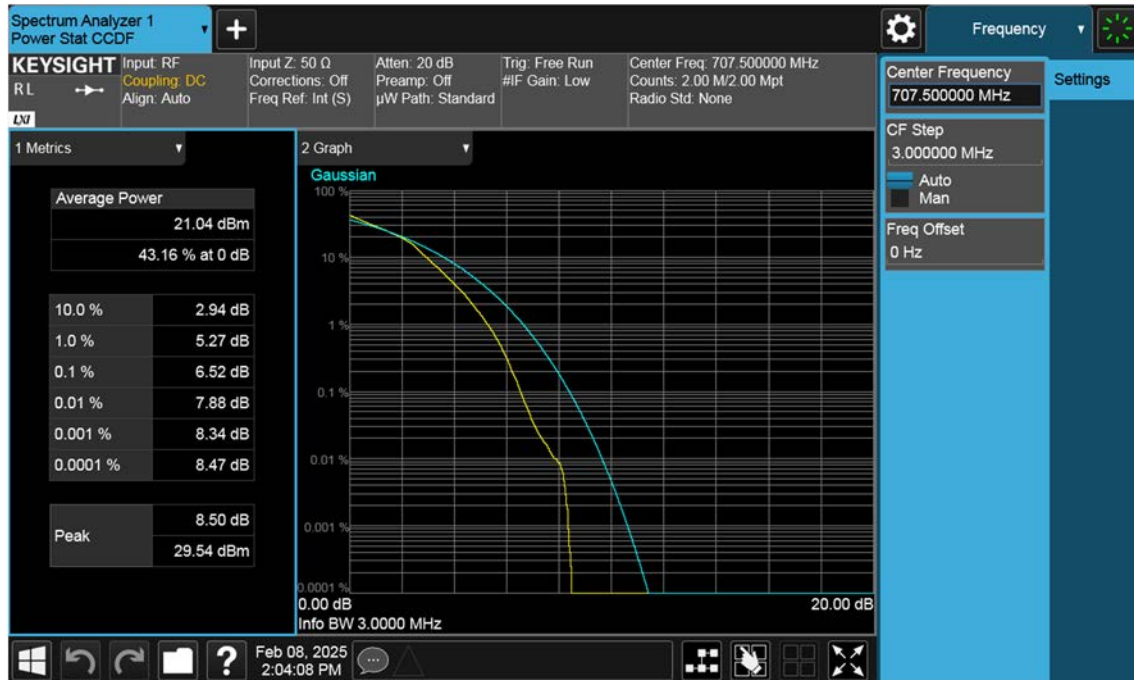 Spectrum Analyzer 1
Power Stat CCDF
+
Frequency
KEYSIGHT
RL
LXI
Input: RF
Coupling: DC
Align: Auto
Input Z: 50 Ω
Corrections: Off
Freq Ref: Int (S)
Atten: 20 dB
Preamp: Off
µW Path: Standard
Trig: Free Run
#IF Gain: Low
Center Freq: 707.500000 MHz
Counts: 2.00 M/2.00 Mpt
Radio Std: None
Center Frequency
707.500000 MHz
Settings
CF Step
3.000000 MHz
Auto
Man
Freq Offset
0 Hz
1 Metrics
Average Power
21.04 dBm
43.16 % at 0 dB
10.0 % 2.94 dB
1.0 % 5.27 dB
0.1 % 6.52 dB
0.01 % 7.88 dB
0.001 % 8.34 dB
0.0001 % 8.47 dB
Peak
8.50 dB
29.54 dBm
2 Graph
Gaussian
100 %
10 %
1 %
0.1 %
0.01 %
0.001 %
0.0001 %
0.00 dB 20.00 dB
Info BW 3.0000 MHz
?
Feb 08, 2025
2:04:08 PM